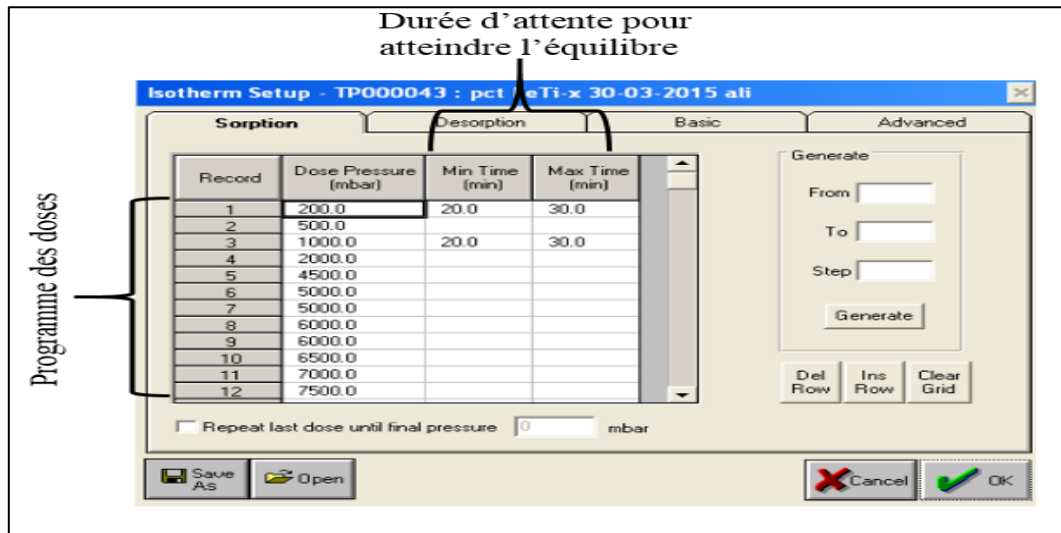 Durée d'attente pour
atteindre l'équilibre
Isotherm Setup - TP000043 : pct eTi-x 30-03-2015 ali
Sorption Desorption Basic Advanced
Programme des doses
Record Dose Pressure (mbar) Min Time (min) Max Time (min)
1 200.0 20.0 30.0
2 500.0
3 1000.0 20.0 30.0
4 2000.0
5 4500.0
6 5000.0
7 5000.0
8 6000.0
9 6000.0
10 6500.0
11 7000.0
12 7500.0
Generate
From
To
Step
Generate
Del Row Ins Row Clear Grid
Repeat last dose until final pressure 0 mbar
Save As Open Cancel OK